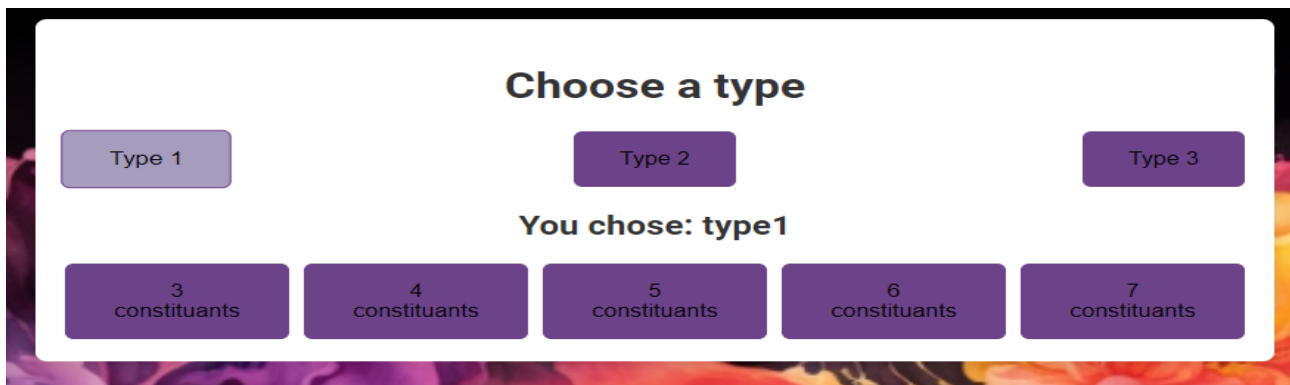 Choose a type
Type 1
Type 2
Type 3
You chose: type1
3
constituants
4
constituants
5
constituants
6
constituants
7
constituants